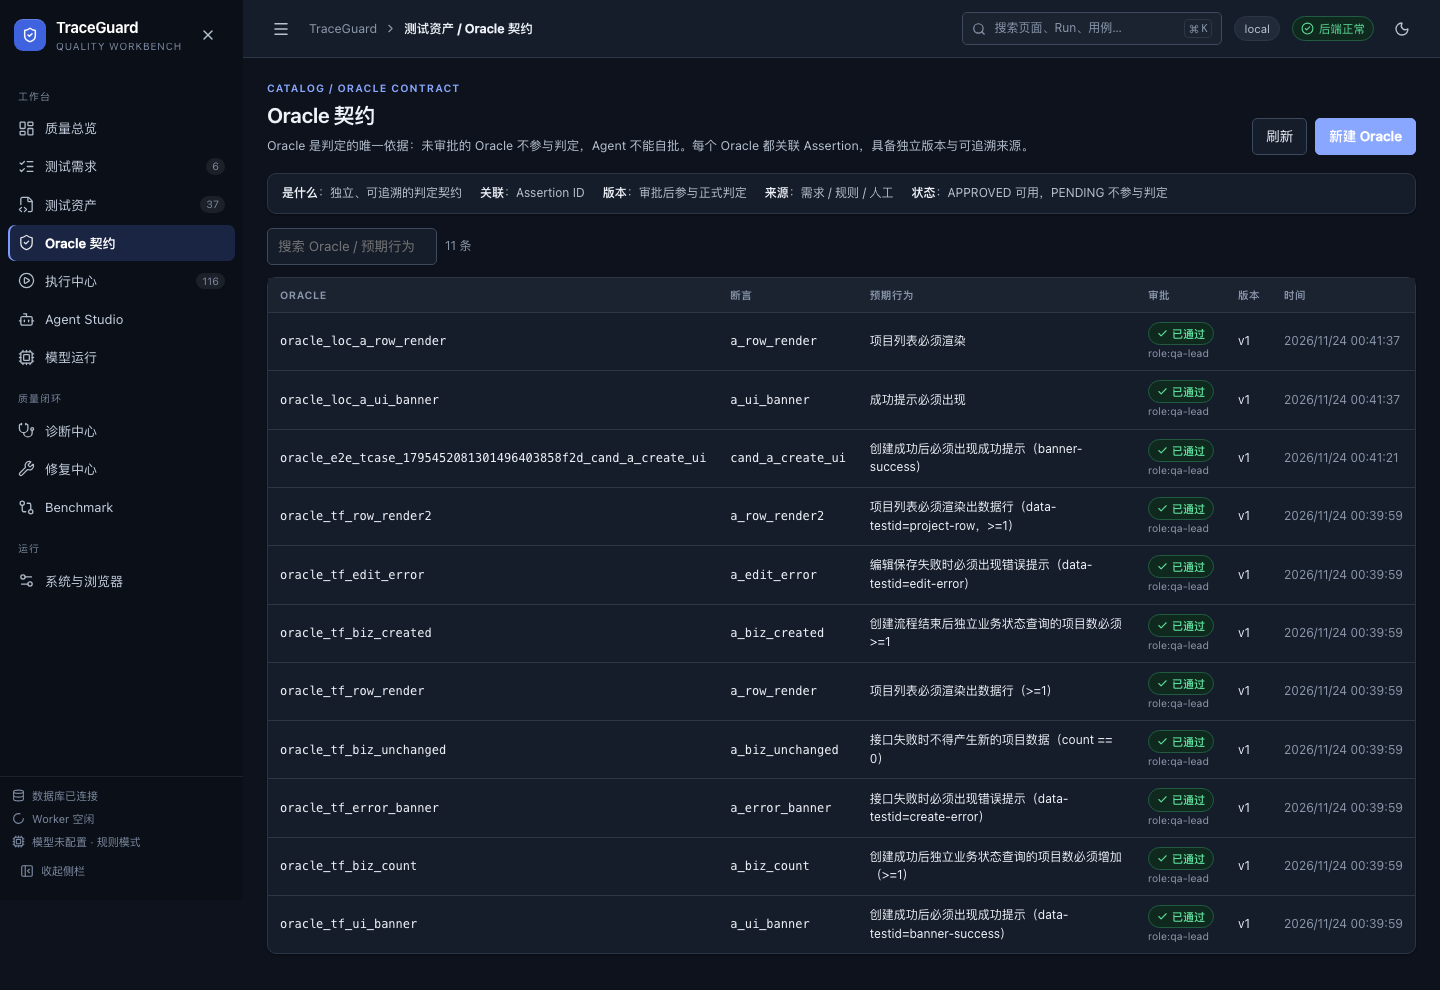 TraceGuard
QUALITY WORKBENCH
工作台
质量总览
测试需求 6
测试资产 37
Oracle 契约
执行中心 116
Agent Studio
模型运行
质量闭环
诊断中心
修复中心
Benchmark
运行
系统与浏览器
数据库已连接
Worker 空闲
模型未配置 · 规则模式
收起侧栏
TraceGuard 测试资产 / Oracle 契约
搜索页面、Run、用例... ⌘ K
local
后端正常
CATALOG / ORACLE CONTRACT
Oracle 契约
Oracle 是判定的唯一依据：未审批的 Oracle 不参与判定，Agent 不能自批。每个 Oracle 都关联 Assertion，具备独立版本与可追溯来源。
刷新
新建 Oracle
是什么：独立、可追溯的判定契约 关联：Assertion ID 版本：审批后参与正式判定 来源：需求 / 规则 / 人工 状态：APPROVED 可用，PENDING 不参与判定
搜索 Oracle / 预期行为 11 条
ORACLE 断言 预期行为 审批 版本 时间
oracle_loc_a_row_render a_row_render 项目列表必须渲染 已通过 role:qa-lead v1 2026/11/24 00:41:37
oracle_loc_a_ui_banner a_ui_banner 成功提示必须出现 已通过 role:qa-lead v1 2026/11/24 00:41:37
oracle_e2e_tcase_1795452081301496403858f2d_cand_a_create_ui cand_a_create_ui 创建成功后必须出现成功提示（banner-
success） 已通过 role:qa-lead v1 2026/11/24 00:41:21
oracle_tf_row_render2 a_row_render2 项目列表必须渲染出数据行（data-
testid=project-row，>=1） 已通过 role:qa-lead v1 2026/11/24 00:39:59
oracle_tf_edit_error a_edit_error 编辑保存失败时必须出现错误提示（data-
testid=edit-error） 已通过 role:qa-lead v1 2026/11/24 00:39:59
oracle_tf_biz_created a_biz_created 创建流程结束后独立业务状态查询的项目数必须
>=1 已通过 role:qa-lead v1 2026/11/24 00:39:59
oracle_tf_row_render a_row_render 项目列表必须渲染出数据行（>=1） 已通过 role:qa-lead v1 2026/11/24 00:39:59
oracle_tf_biz_unchanged a_biz_unchanged 接口失败时不得产生新的项目数据（count ==
0） 已通过 role:qa-lead v1 2026/11/24 00:39:59
oracle_tf_error_banner a_error_banner 接口失败时必须出现错误提示（data-
testid=create-error） 已通过 role:qa-lead v1 2026/11/24 00:39:59
oracle_tf_biz_count a_biz_count 创建成功后独立业务状态查询的项目数必须增加
（>=1） 已通过 role:qa-lead v1 2026/11/24 00:39:59
oracle_tf_ui_banner a_ui_banner 创建成功后必须出现成功提示（data-
testid=banner-success） 已通过 role:qa-lead v1 2026/11/24 00:39:59